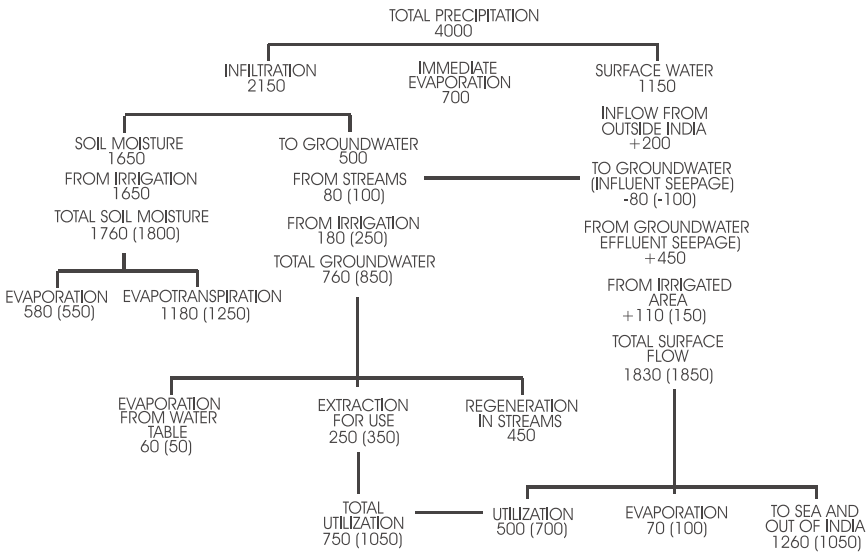 TOTAL PRECIPITATION
4000
INFILTRATION
2150
IMMEDIATE
EVAPORATION
700
SURFACE WATER
1150
SOIL MOISTURE
1650
TO GROUNDWATER
500
INFLOW FROM
OUTSIDE INDIA
+200
FROM IRRIGATION
1650
FROM STREAMS
80 (100)
TO GROUNDWATER
(INFLUENT SEEPAGE)
-80 (-100)
TOTAL SOIL MOISTURE
1760 (1800)
FROM IRRIGATION
180 (250)
FROM GROUNDWATER
EFFLUENT SEEPAGE)
+450
TOTAL GROUNDWATER
760 (850)
EVAPORATION
580 (550)
EVAPOTRANSPIRATION
1180 (1250)
FROM IRRIGATED
AREA
+110 (150)
TOTAL SURFACE
FLOW
1830 (1850)
EVAPORATION
FROM WATER
TABLE
60 (50)
EXTRACTION
FOR USE
250 (350)
REGENERATION
IN STREAMS
450
TOTAL
UTILIZATION
750 (1050)
UTILIZATION
500 (700)
EVAPORATION
70 (100)
TO SEA AND
OUT OF INDIA
1260 (1050)